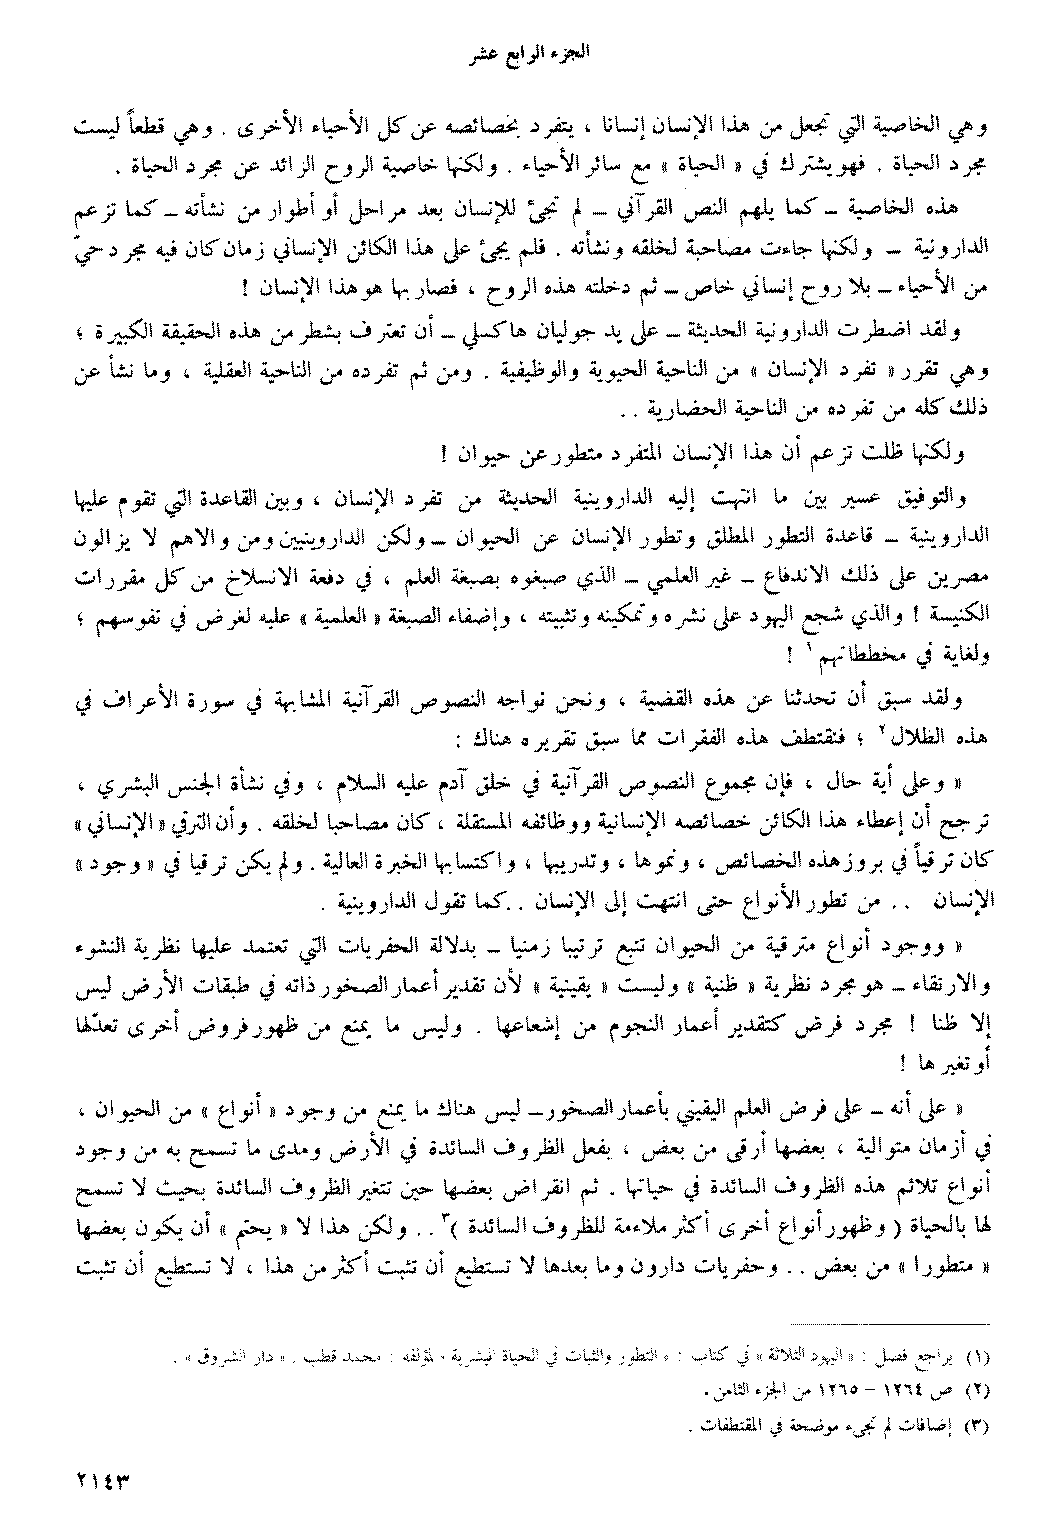 الجزء الرابع عشر
وهي الخاصية التي تجعل من هذا الإنسان إنسانا ، يتفرد بخصائصه عن كل الأحياء الأخرى . وهي قطعاً ليست
مجرد الحياة . فهو يشترك في « الحياة » مع سائر الأحياء . ولكنها خاصية الروح الزائد عن مجرد الحياة .
هذه الخاصية – كما يلهم النص القرآني – لم تجئ للإنسان بعد مراحل أو أطوار من نشأته – كما تزعم
الدارونية – ولكنها جاءت مصاحبة لخلقه ونشأته . فلم يجئ على هذا الكائن الإنساني زمان كان فيه مجرد حيّ
من الأحياء – بلا روح إنساني خاص – ثم دخلته هذه الروح ، فصار بها هو هذا الإنسان !
ولقد اضطرت الدارونية الحديثة – على يد جوليان هاكسلي – أن تعترف بشطر من هذه الحقيقة الكبيرة ؛
وهي تقرر « تفرد الإنسان » من الناحية الحيوية والوظيفية . ومن ثم تفرده من الناحية العقلية ، وما نشأ عن
ذلك كله من تفرده من الناحية الحضارية ..
ولكنها ظلت تزعم أن هذا الإنسان المتفرد متطور عن حيوان !
والتوفيق عسير بين ما انتهت إليه الداروينية الحديثة من تفرد الإنسان ، وبين القاعدة التي تقوم عليها
الداروينية – قاعدة التطور المطلق وتطور الإنسان عن الحيوان – ولكن الداروينيين ومن والاهم لا يزالون
مصرين على ذلك الاندفاع – غير العلمي – الذي صبغوه بصبغة العلم ، في دفعة الانسلاخ من كل مقررات
الكنيسة ! والذي شجع اليهود على نشره وتمكينه وتثبيته ، وإضفاء الصبغة « العلمية » عليه لغرض في نفوسهم ؛
ولغاية في مخططاتهم ١ !
ولقد سبق أن تحدثنا عن هذه القضية ، ونحن نواجه النصوص القرآنية المشابهة في سورة الأعراف في
هذه الظلال ٢ ؛ فنقتطف هذه الفقرات مما سبق تقريره هناك :
« وعلى أية حال ، فإن مجموع النصوص القرآنية في خلق آدم عليه السلام ، وفي نشأة الجنس البشري ،
ترجح أن إعطاء هذا الكائن خصائصه الإنسانية ووظائفه المستقلة ، كان مصاحبا لخلقه . وأن الترقي « الإنساني »
كان ترقياً في بروز هذه الخصائص ، ونموها ، وتدريبها ، واكتسابها الخبرة العالية . ولم يكن ترقيا في « وجود »
الإنسان .. من تطور الأنواع حتى انتهت إلى الإنسان .. كما تقول الداروينية .
« ووجود أنواع مترقية من الحيوان تتبع ترتيبا زمنيا – بدلالة الحفريات التي تعتمد عليها نظرية النشوء
والارتقاء – هو مجرد نظرية « ظنية » وليست « يقينية » لأن تقدير أعمار الصخور ذاته في طبقات الأرض ليس
إلا ظنا ! مجرد فرض كتقدير أعمار النجوم من إشعاعها . وليس ما يمنع من ظهور فروض أخرى تعدّلها
أو تغيرها !
« على أنه – على فرض العلم اليقيني بأعمار الصخور – ليس هناك ما يمنع من وجود « أنواع » من الحيوان ،
في أزمان متوالية ، بعضها أرقى من بعض ، بفعل الظروف السائدة في الأرض ومدى ما تسمح به من وجود
أنواع تلائم هذه الظروف السائدة في حياتها . ثم انقراض بعضها حين تتغير الظروف السائدة بحيث لا تسمح
لها بالحياة ( وظهور أنواع أخرى أكثر ملاءمة للظروف السائدة ) ٣ .. ولكن هذا لا « يحتم » أن يكون بعضها
« متطورا » من بعض .. وحفريات دارون وما بعدها لا تستطيع أن تثبت أكثر من هذا ، لا تستطيع أن تثبت
(١) يراجع فصل : « اليهود الثلاثة » في كتاب : « التطور والثبات في الحياة البشرية » لمؤلفه : محمد قطب . « دار الشروق » .
(٢) ص ١٢٦٤ – ١٢٦٥ من الجزء الثامن .
(٣) إضافات لم تجيء موضحة في المقتطفات .
٢١٤٣